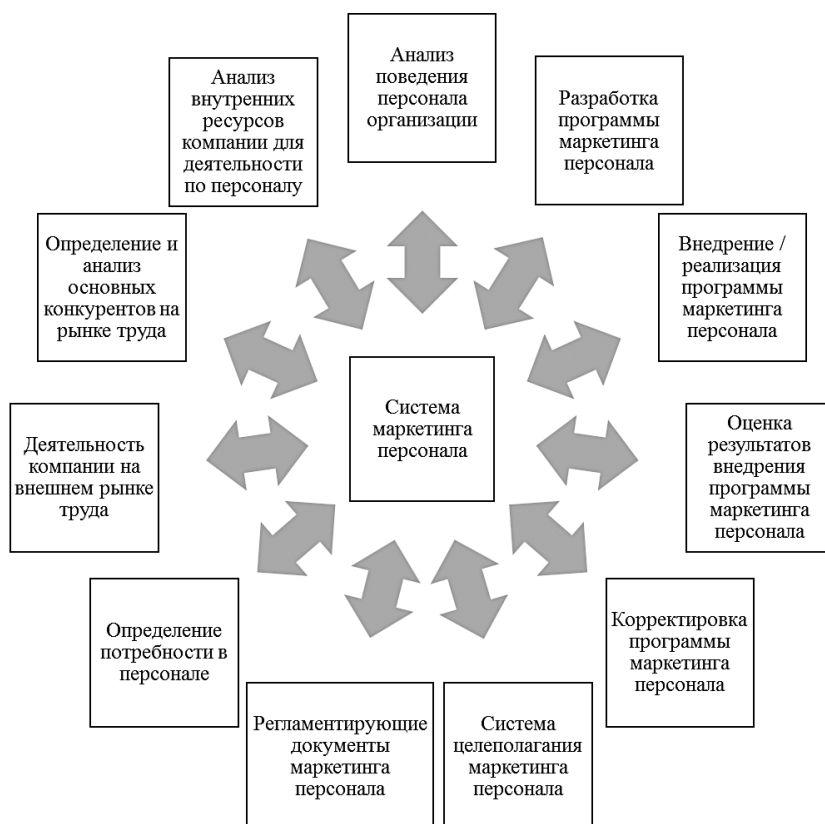 Анализ
поведения
персонала
организации
Разработка
программы
маркетинга
персонала
Внедрение /
реализация
программы
маркетинга
персонала
Оценка
результатов
внедрения
программы
маркетинга
персонала
Корректировка
программы
маркетинга
персонала
Система
целеполагания
маркетинга
персонала
Регламентирующие
документы
маркетинга
персонала
Определение
потребности в
персонале
Деятельность
компании на
внешнем рынке
труда
Определение и
анализ
основных
конкурентов на
рынке труда
Анализ
внутренних
ресурсов
компании для
деятельности
по персоналу
Система
маркетинга
персонала